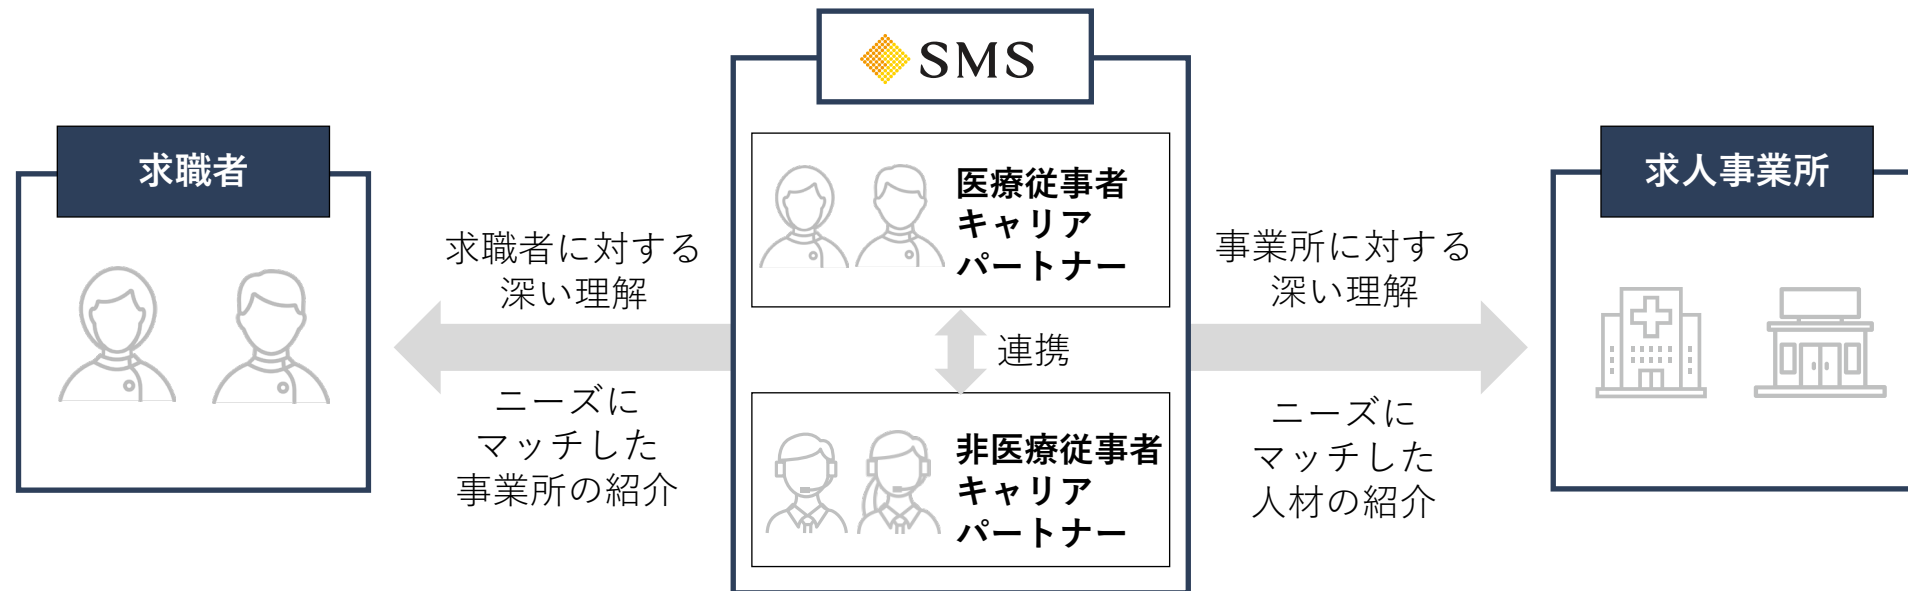 SMS
求職者
求職者に対する
深い理解
ニーズに
マッチした
事業所の紹介
医療従事者
キャリア
パートナー
連携
非医療従事者
キャリア
パートナー
事業所に対する
深い理解
ニーズに
マッチした
人材の紹介
求人事業所